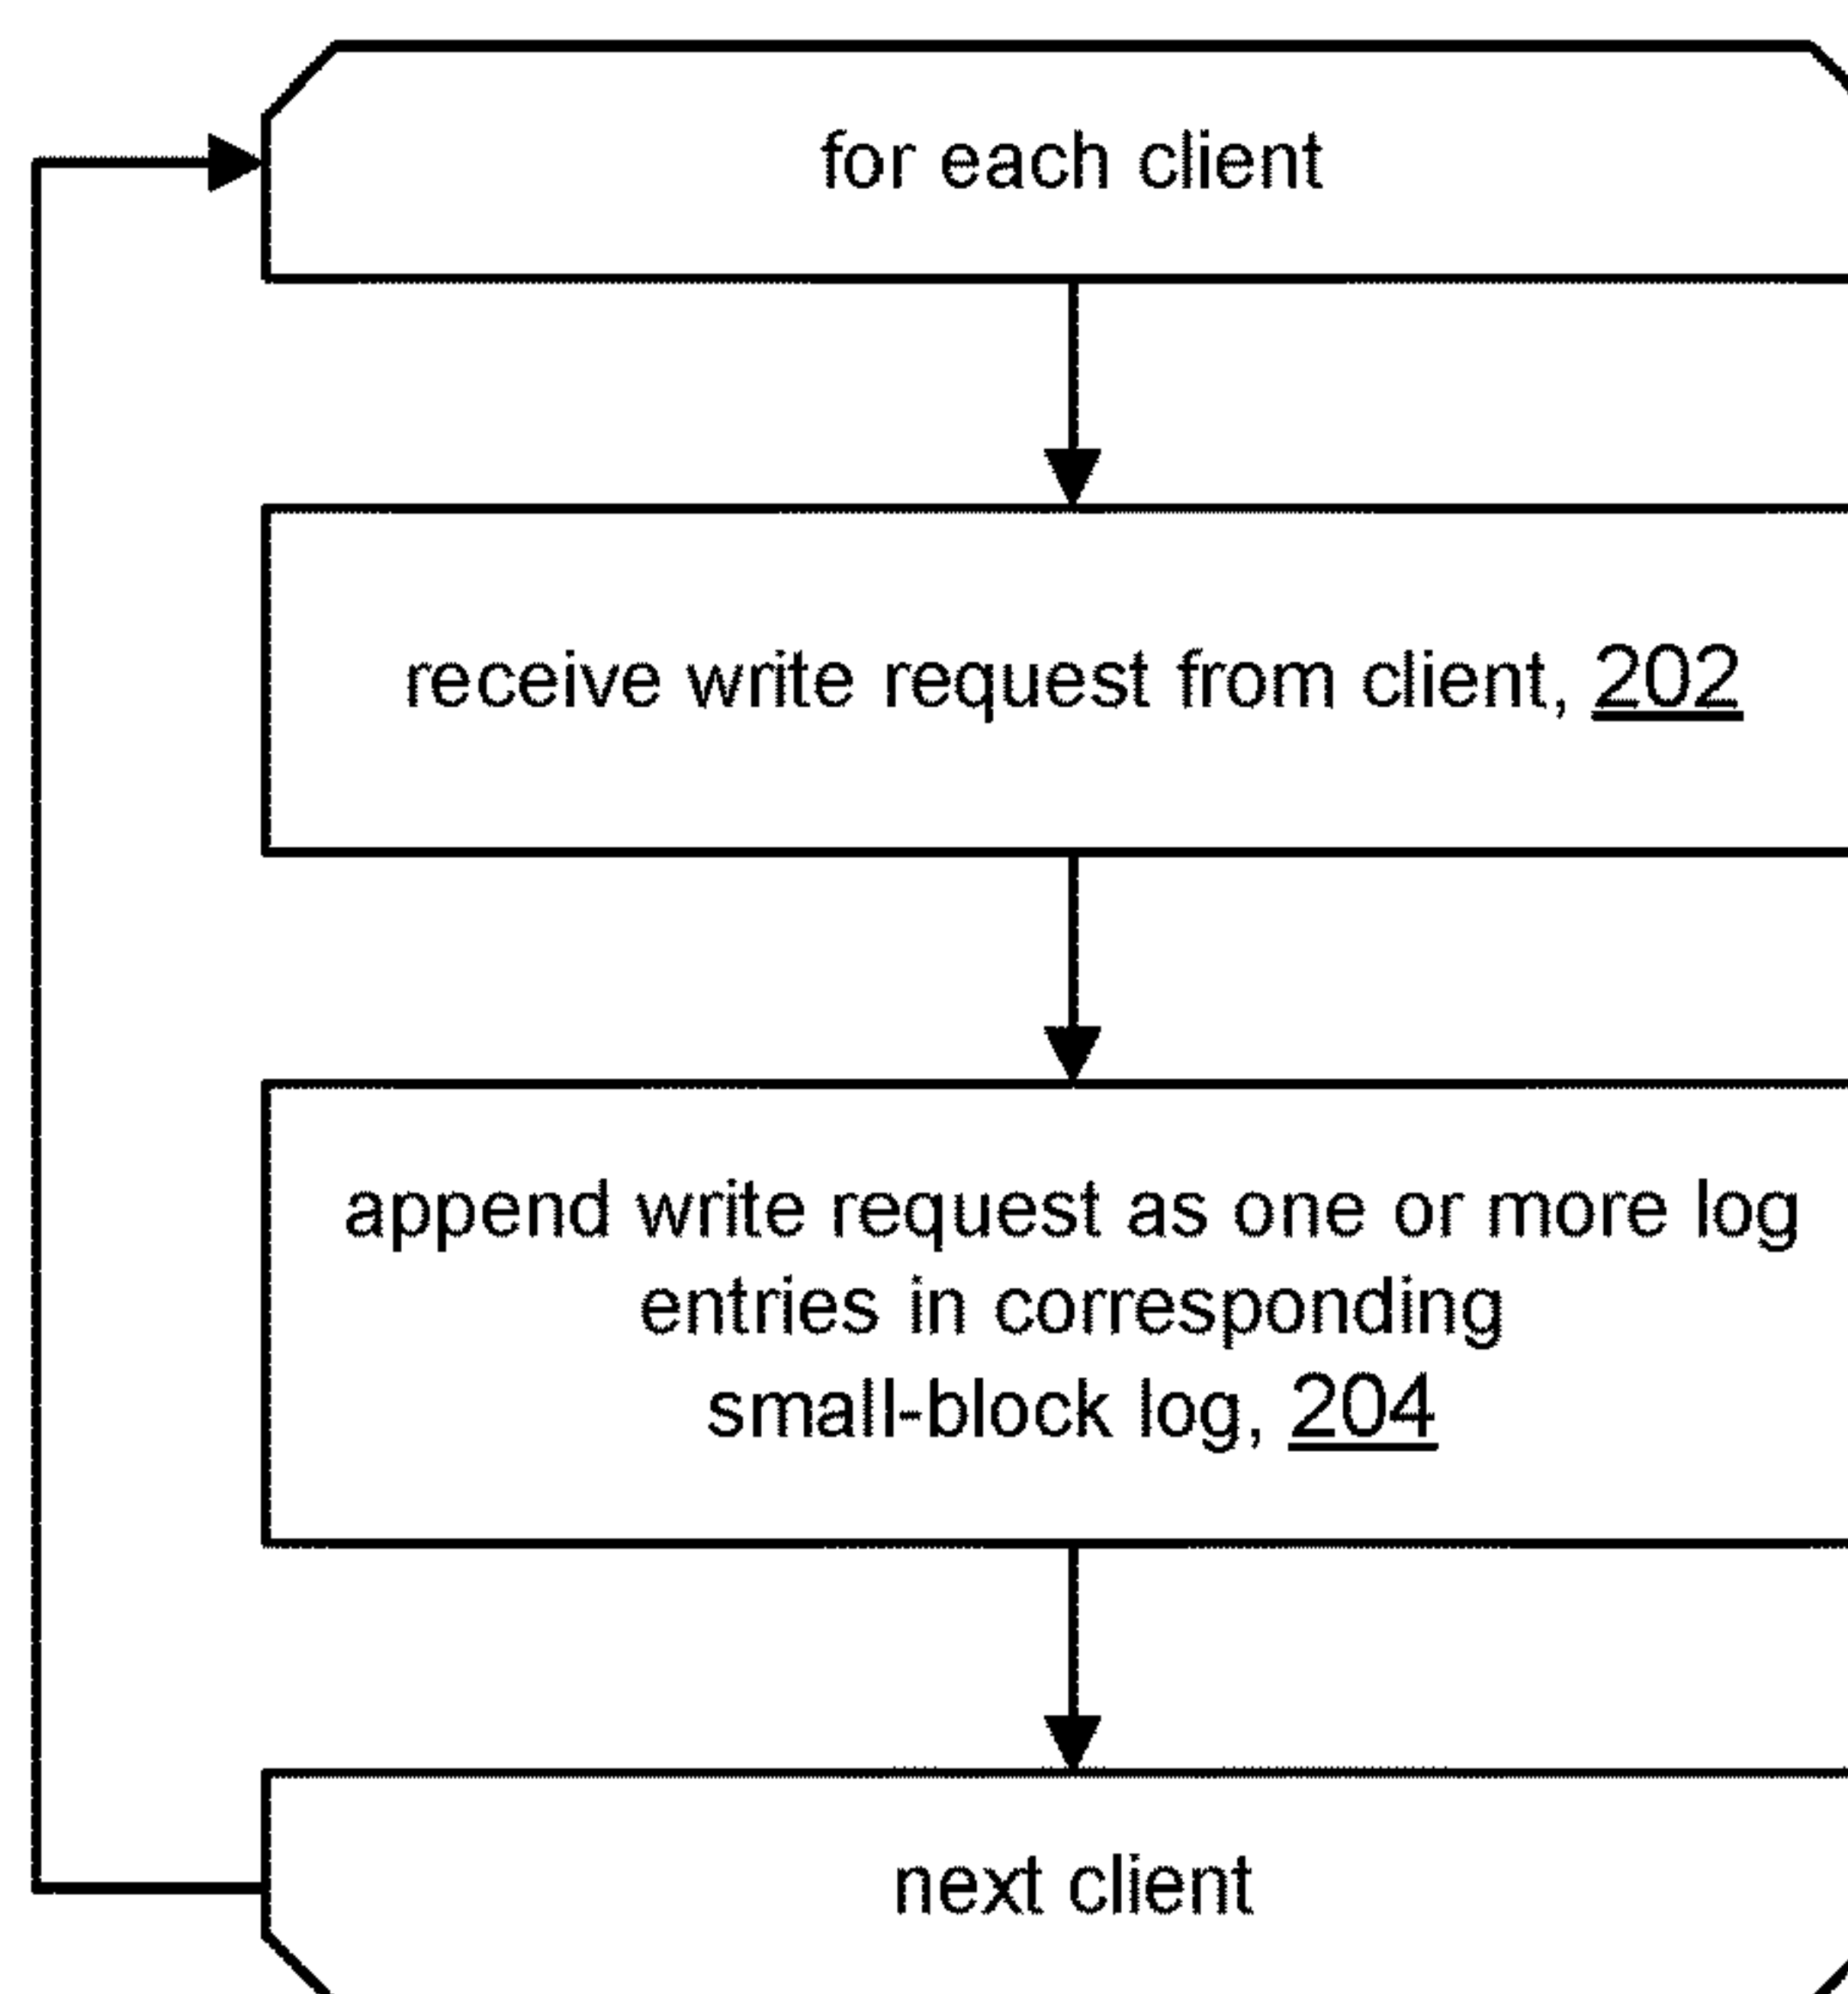 for each client
receive write request from client, 202
append write request as one or more log
entries in corresponding
small-block log, 204
next client